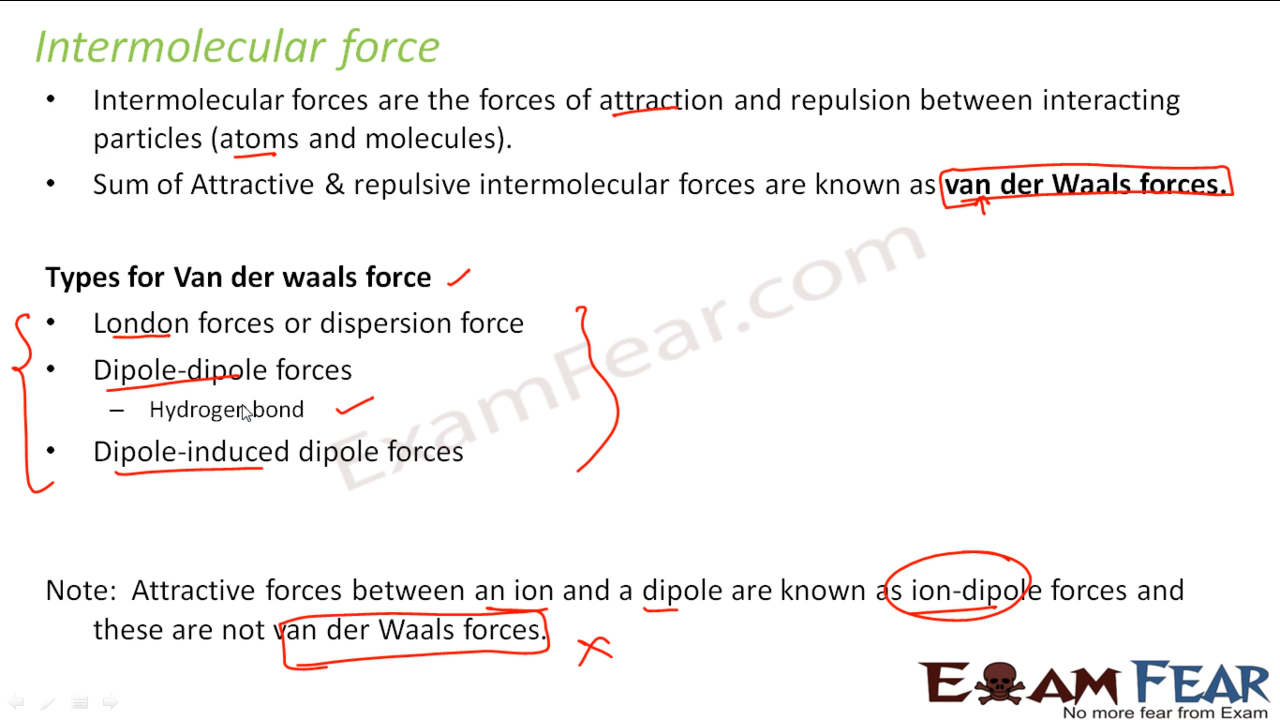 Intermolecular force
• Intermolecular forces are the forces of attraction and repulsion between interacting
particles (atoms and molecules).
• Sum of Attractive & repulsive intermolecular forces are known as van der Waals forces.
Types for Van der waals force
• London forces or dispersion force
• Dipole-dipole forces
– Hydrogen bond
• Dipole-induced dipole forces
Note: Attractive forces between an ion and a dipole are known as ion-dipole forces and
these are not van der Waals forces.
ExamFear.com
EXAM FEAR
No more fear from Exam